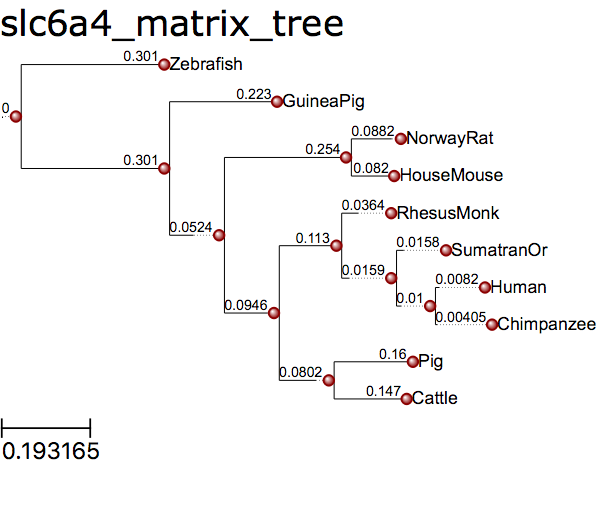 slc6a4_matrix_tree
0.301 Zebrafish
0
0.223 GuineaPig
0.0882 NorwayRat
0.254
0.301
0.082 HouseMouse
0.0364 RhesusMonk
0.0524
0.113
0.0158 SumatranOr
0.0159
0.0082 Human
0.01
0.0946
0.00405 Chimpanzee
0.16 Pig
0.0802
0.147 Cattle
0.193165